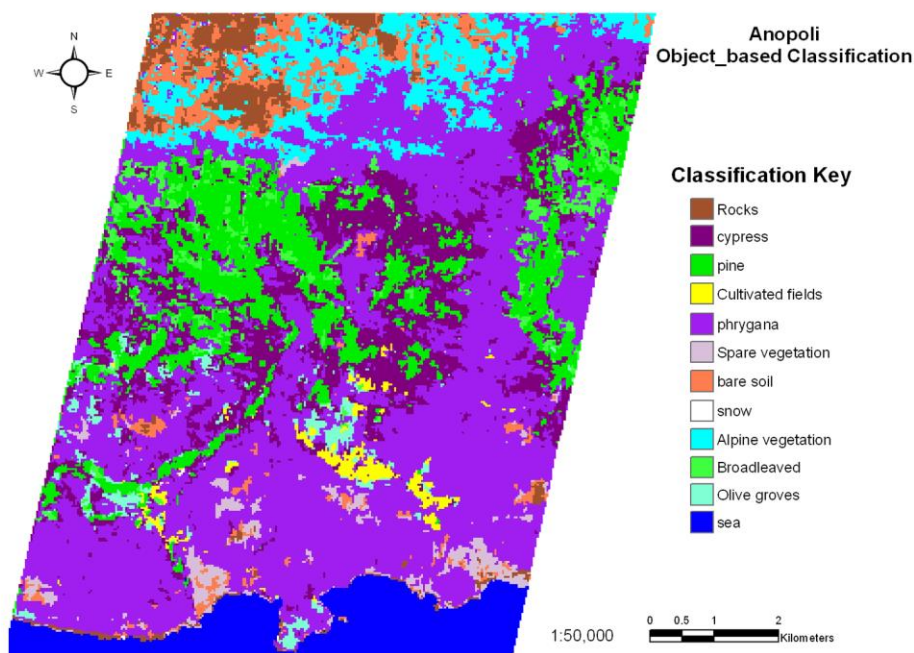 Anopoli
Object_based Classification
N
W E
S
Classification Key
Rocks
cypress
pine
Cultivated fields
phrygana
Spare vegetation
bare soil
snow
Alpine vegetation
Broadleaved
Olive groves
sea
1:50,000
0 0.5 1 2
Kilometers